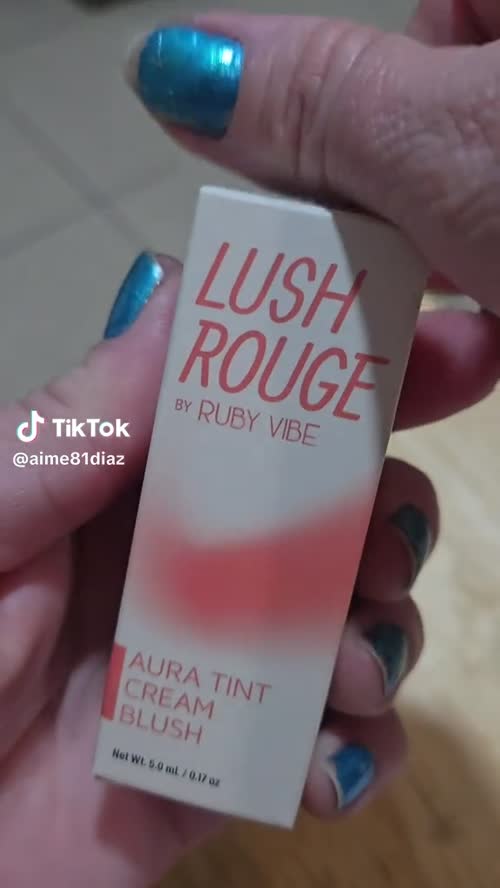 LUSH
ROUGE
BY RUBY VIBE
TikTok
@aime81diaz
AURA TINT
CREAM
BLUSH
Net Wt. 5.0 mL / 0.17 oz